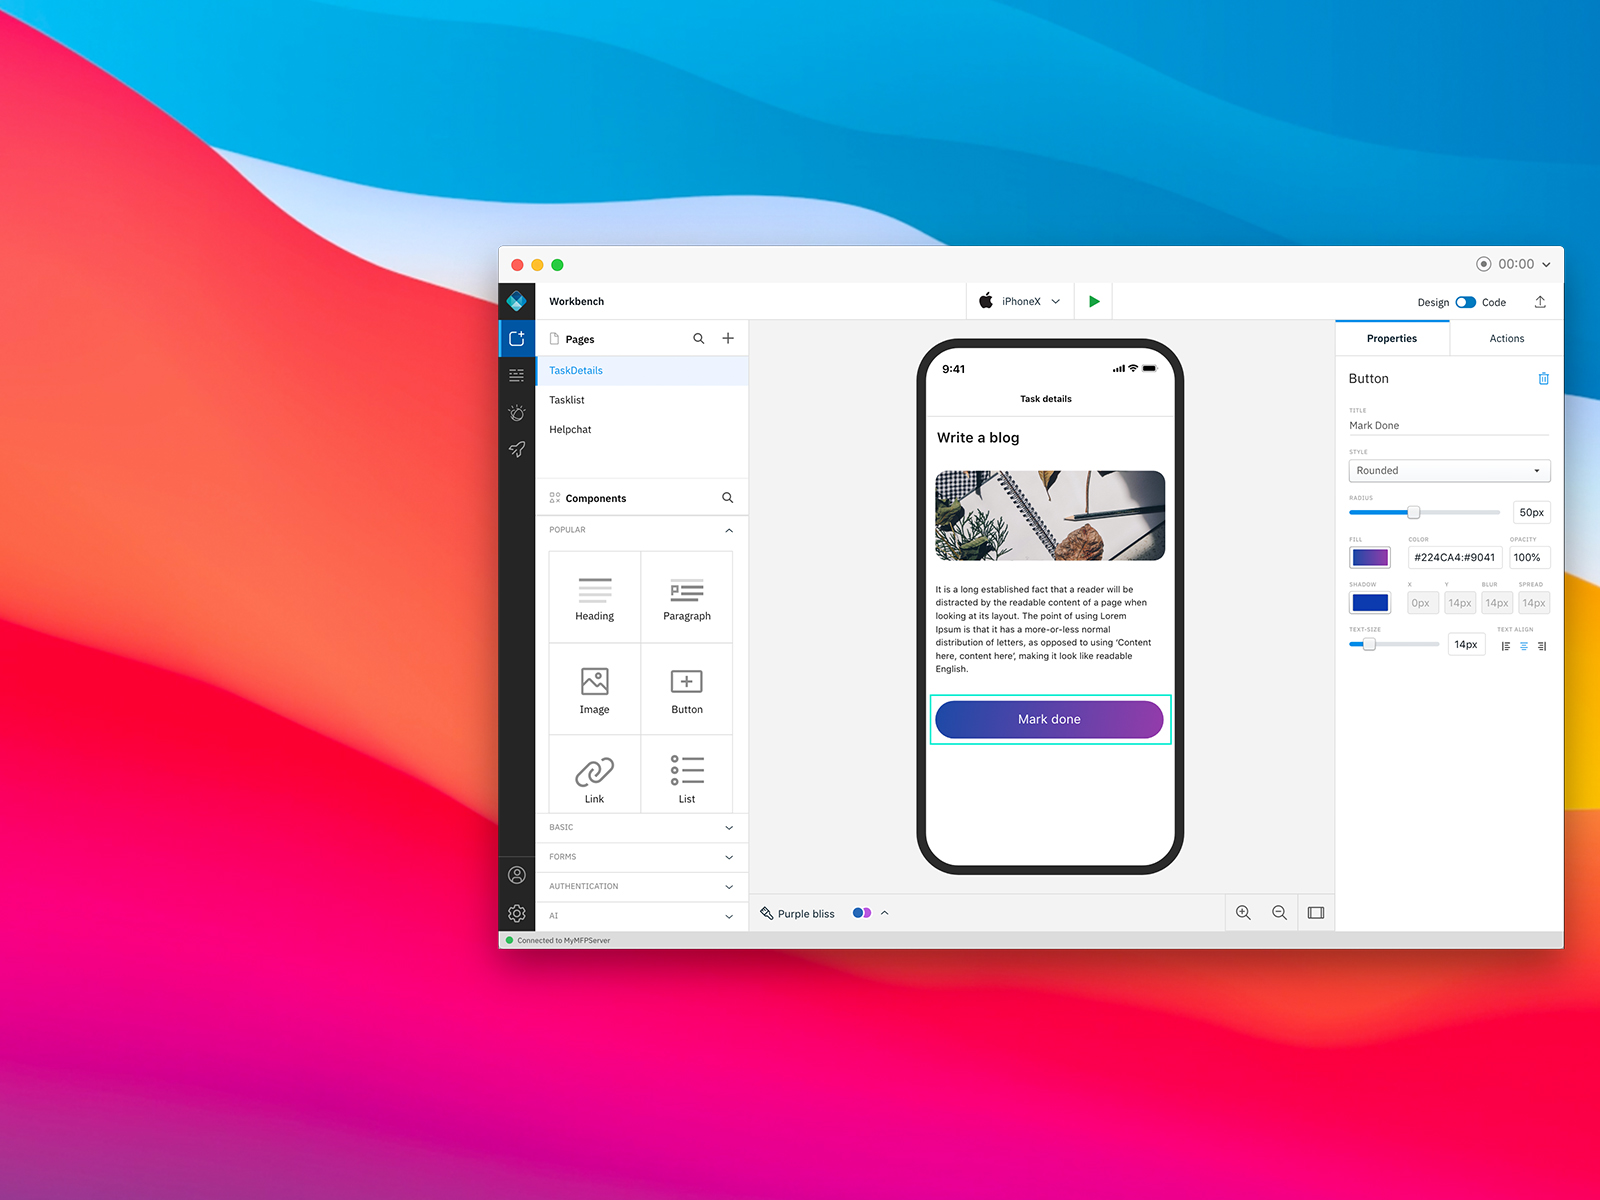 00:00
Workbench
iPhoneX
Design
Code
Pages
TaskDetails
Tasklist
Helpchat
Components
POPULAR
Heading
Paragraph
Image
Button
Link
List
BASIC
FORMS
AUTHENTICATION
AI
Connected to MyMFPServer
9:41
Task details
Write a blog
It is a long established fact that a reader will be
distracted by the readable content of a page when
looking at its layout. The point of using Lorem
Ipsum is that it has a more-or-less normal
distribution of letters, as opposed to using ‘Content
here, content here’, making it look like readable
English.
Mark done
Purple bliss
Properties
Actions
Button
TITLE
Mark Done
STYLE
Rounded
RADIUS
50px
FILL COLOR OPACITY
#224CA4:#9041 100%
SHADOW X Y BLUR SPREAD
0px 14px 14px 14px
TEXT-SIZE TEXT ALIGN
14px